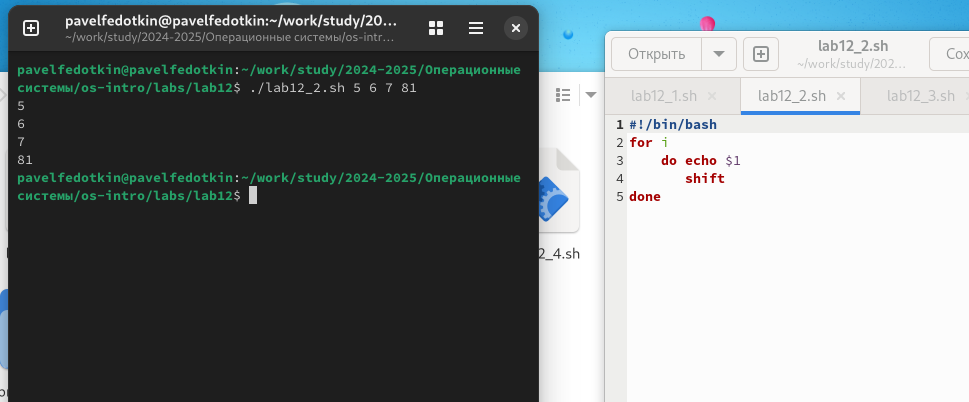 pavelfedotkin@pavelfedotkin:~/work/study/20...
~/work/study/2024-2025/Операционные системы/os-intr...
pavelfedotkin@pavelfedotkin:~/work/study/2024-2025/Операционные
системы/os-intro/labs/lab12$ ./lab12_2.sh 5 6 7 81
5
6
7
81
pavelfedotkin@pavelfedotkin:~/work/study/2024-2025/Операционные
системы/os-intro/labs/lab12$
2_4.sh
Открыть
lab12_2.sh
~/work/study/202...
Сох
lab12_1.sh
lab12_2.sh
lab12_3.sh
1 #!/bin/bash
2 for i
3     do echo $1
4        shift
5 done